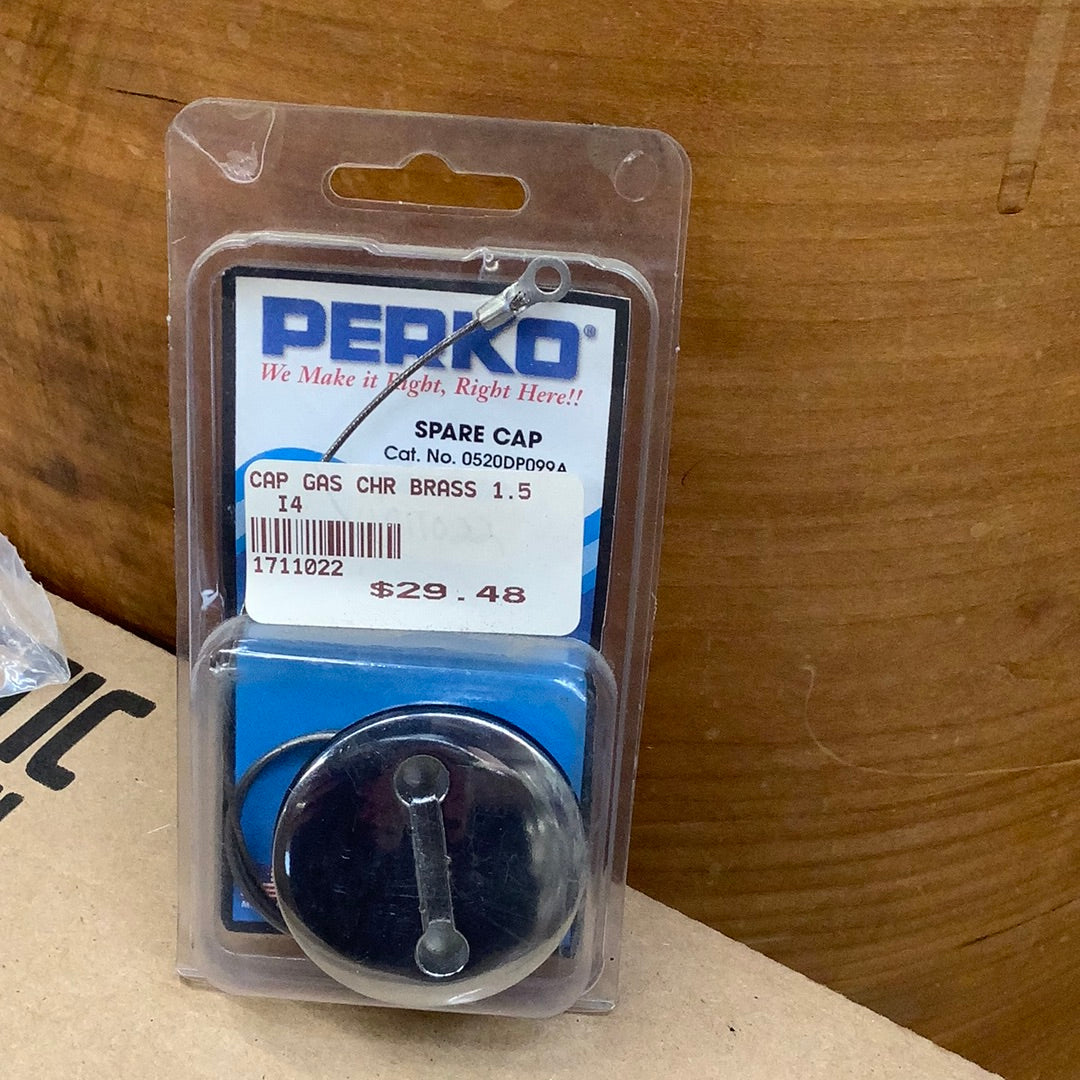 PERKO®
We Make it Right, Right Here!!
SPARE CAP
Cat. No. 0520DP099A
CAP GAS CHR BRASS 1.5
I4
1711022
$29.48
IC